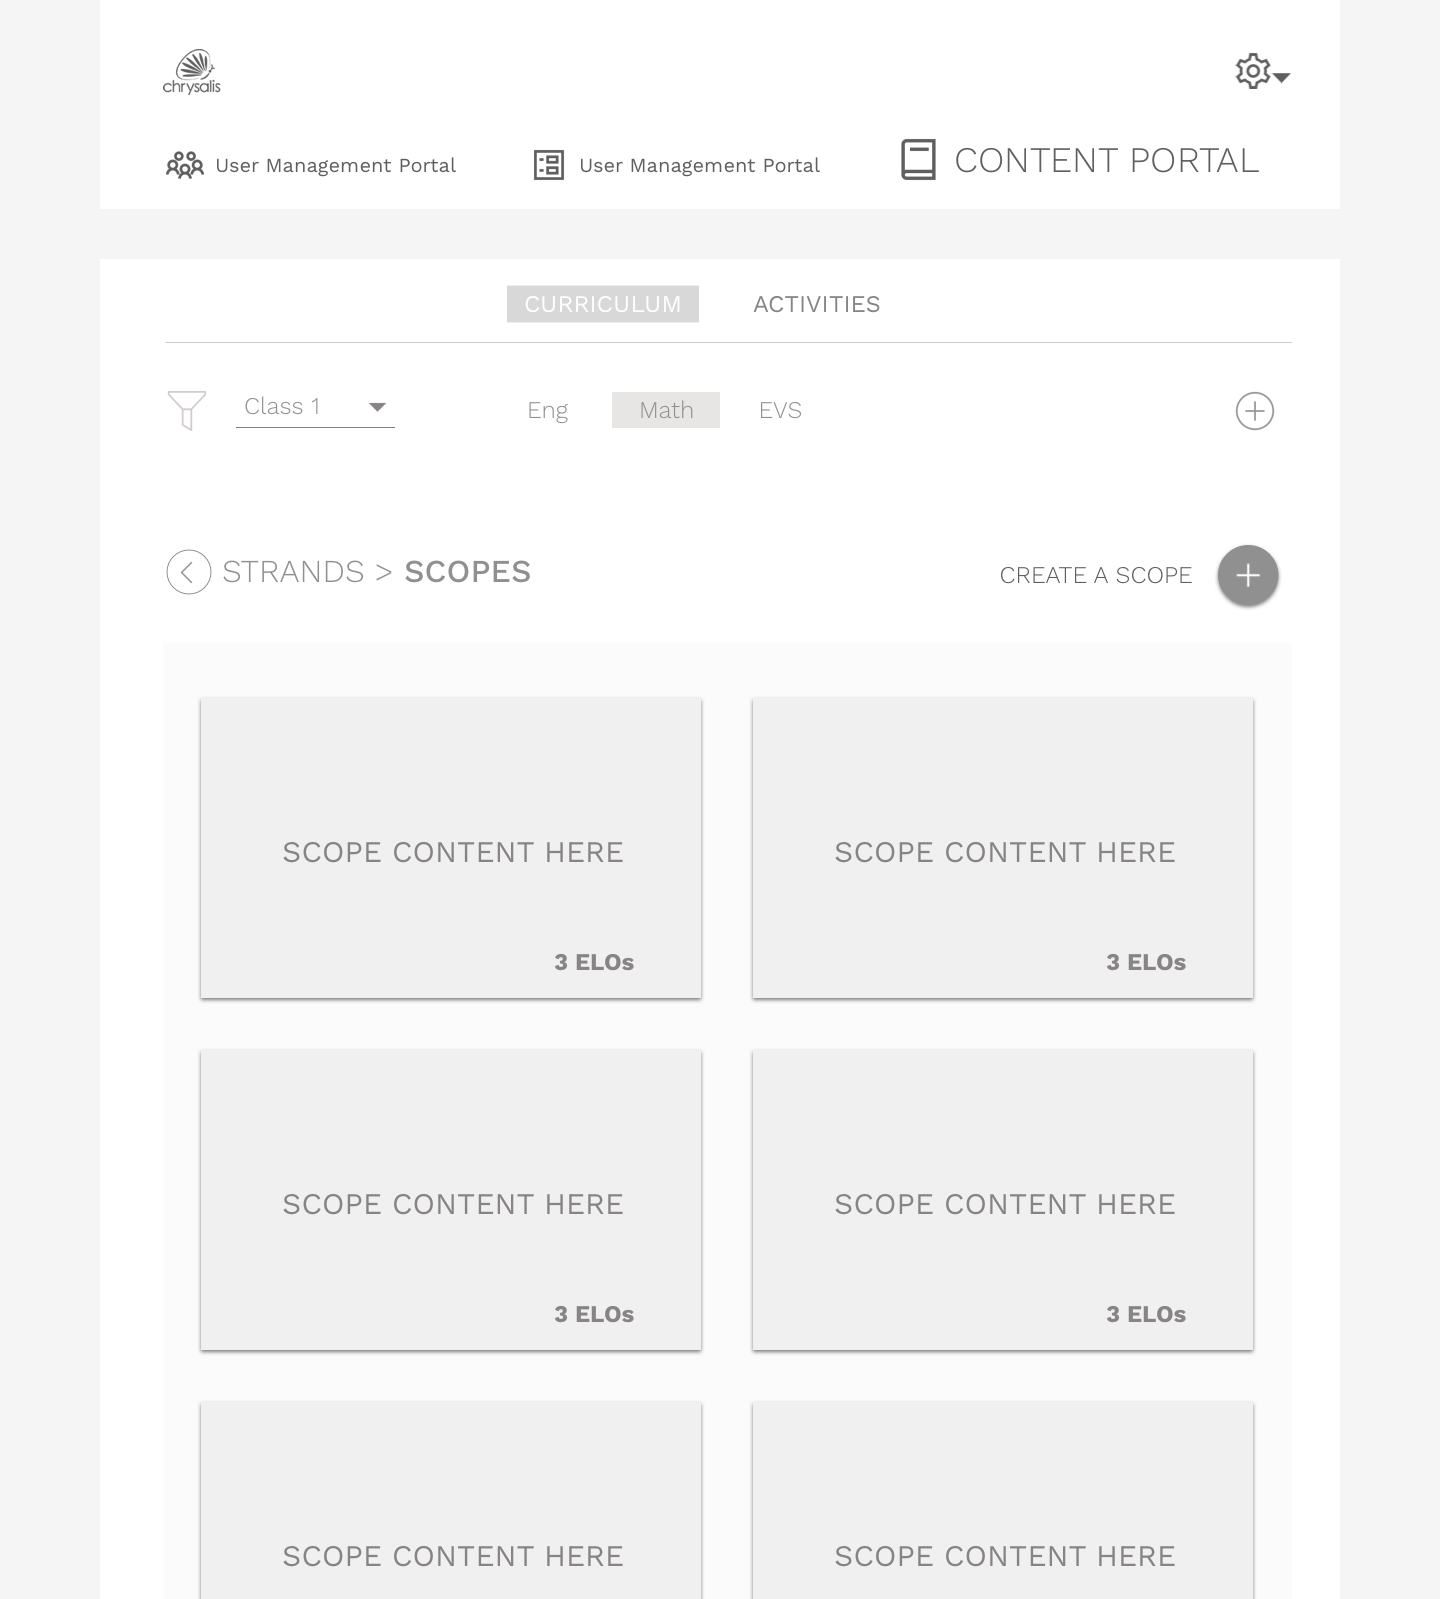 chrysalis
User Management Portal
User Management Portal
CONTENT PORTAL
CURRICULUM
ACTIVITIES
Class 1
Eng
Math
EVS
STRANDS > SCOPES
CREATE A SCOPE
SCOPE CONTENT HERE
3 ELOs
SCOPE CONTENT HERE
3 ELOs
SCOPE CONTENT HERE
3 ELOs
SCOPE CONTENT HERE
3 ELOs
SCOPE CONTENT HERE
SCOPE CONTENT HERE